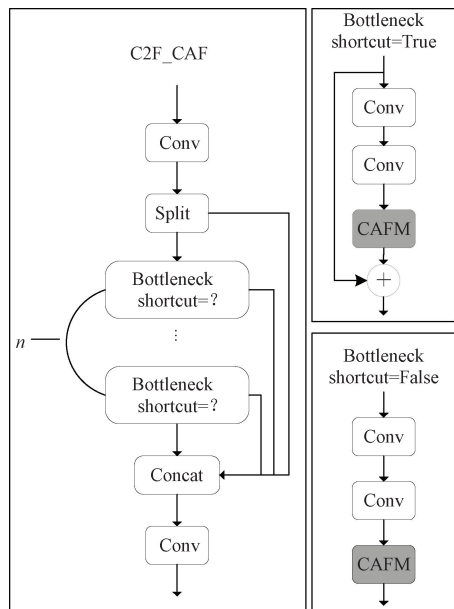 C2F_CAF
Conv
Split
Bottleneck
shortcut=?
⋮
n
Bottleneck
shortcut=?
Concat
Conv
Bottleneck
shortcut=True
Conv
Conv
CAFM
+
Bottleneck
shortcut=False
Conv
Conv
CAFM